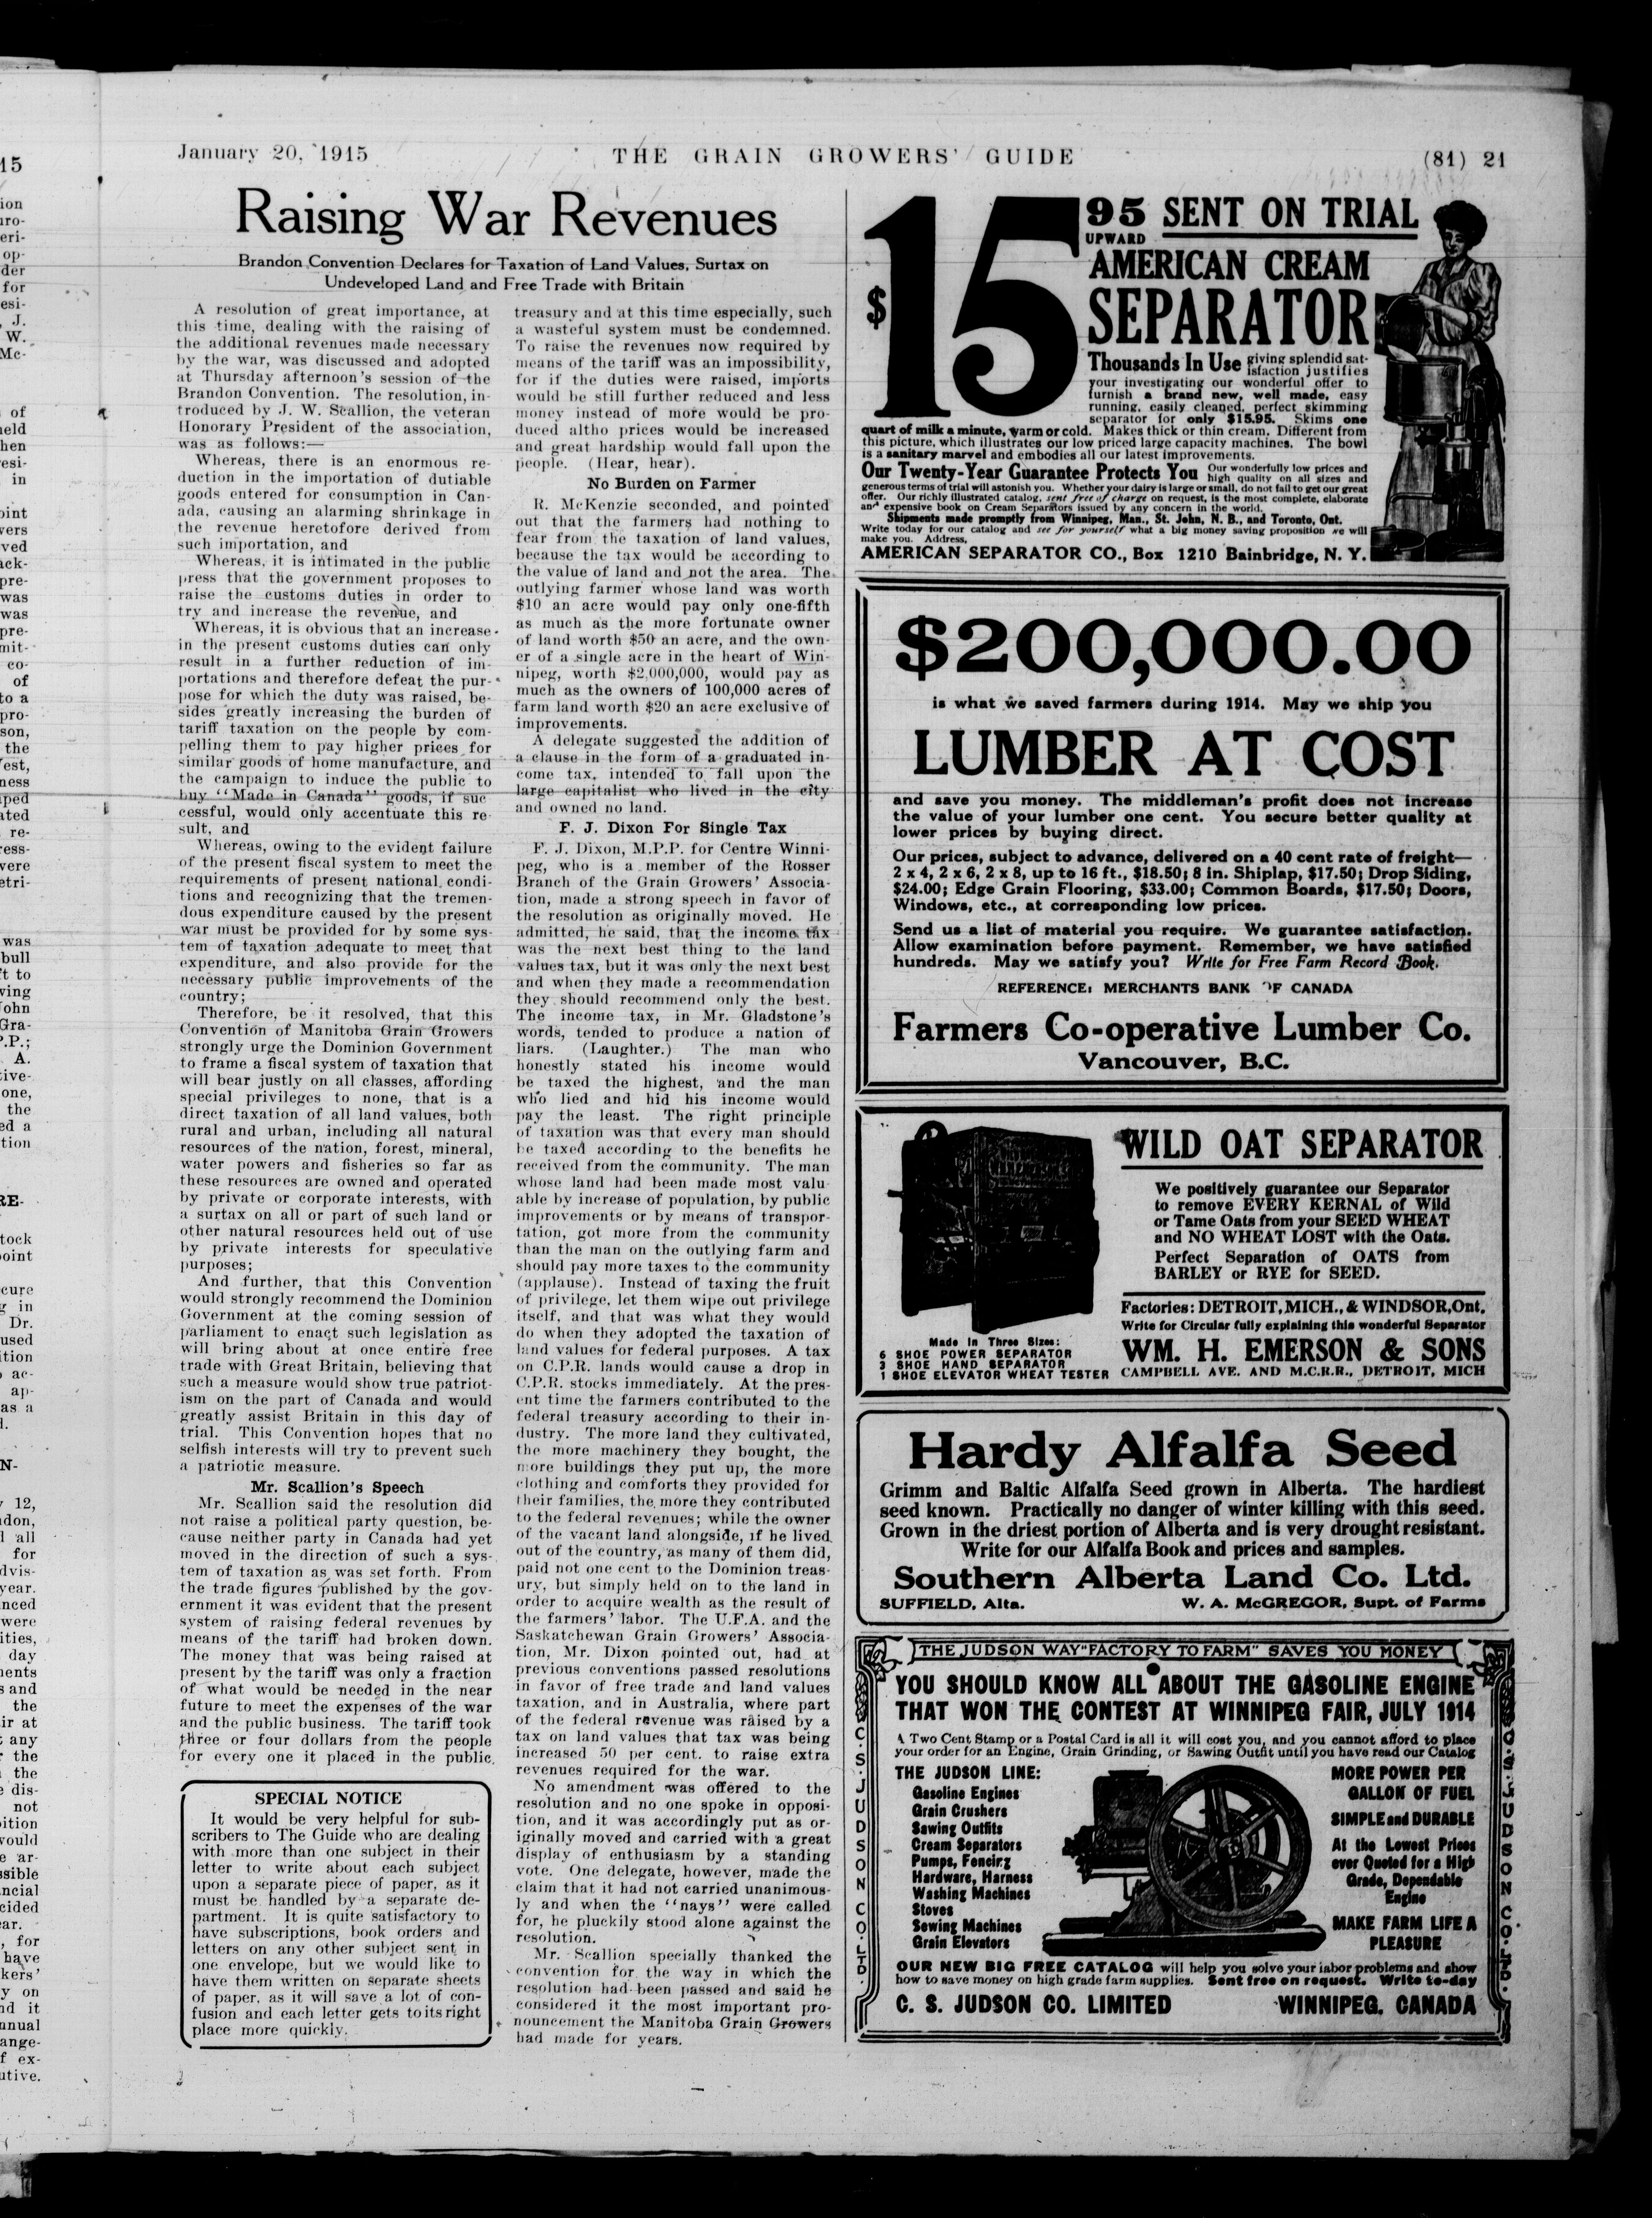 January 20, 1915
THE GRAIN GROWERS' GUIDE
(81) 21
Raising War Revenues
Brandon Convention Declares for Taxation of Land Values, Surtax on
Undeveloped Land and Free Trade with Britain
A resolution of great importance, at
this time, dealing with the raising of
the additional revenues made necessary
by the war, was discussed and adopted
at Thursday afternoon's session of the
Brandon Convention. The resolution, in-
troduced by J. W. Scallion, the veteran
Honorary President of the association,
was as follows:—
Whereas, there is an enormous re-
duction in the importation of dutiable
goods entered for consumption in Can-
ada, causing an alarming shrinkage in
the revenue heretofore derived from
such importation, and
Whereas, it is intimated in the public
press that the government proposes to
raise the customs duties in order to
try and increase the revenue, and
Whereas, it is obvious that an increase
in the present customs duties can only
result in a further reduction of im-
portations and therefore defeat the pur-
pose for which the duty was raised, be-
sides greatly increasing the burden of
tariff taxation on the people by com-
pelling them to pay higher prices for
similar goods of home manufacture, and
the campaign to induce the public to
buy "Made in Canada" goods, if suc
cessful, would only accentuate this re
sult, and
Whereas, owing to the evident failure
of the present fiscal system to meet the
requirements of present national condi-
tions and recognizing that the tremen-
dous expenditure caused by the present
war must be provided for by some sys-
tem of taxation adequate to meet that
expenditure, and also provide for the
necessary public improvements of the
country;
Therefore, be it resolved, that this
Convention of Manitoba Grain Growers
strongly urge the Dominion Government
to frame a fiscal system of taxation that
will bear justly on all classes, affording
special privileges to none, that is a
direct taxation of all land values, both
rural and urban, including all natural
resources of the nation, forest, mineral,
water powers and fisheries so far as
these resources are owned and operated
by private or corporate interests, with
a surtax on all or part of such land or
other natural resources held out of use
by private interests for speculative
purposes;
And further, that this Convention
would strongly recommend the Dominion
Government at the coming session of
parliament to enact such legislation as
will bring about at once entire free
trade with Great Britain, believing that
such a measure would show true patriot-
ism on the part of Canada and would
greatly assist Britain in this day of
trial. This Convention hopes that no
selfish interests will try to prevent such
a patriotic measure.
Mr. Scallion's Speech
Mr. Scallion said the resolution did
not raise a political party question, be-
cause neither party in Canada had yet
moved in the direction of such a sys-
tem of taxation as was set forth. From
the trade figures published by the gov-
ernment it was evident that the present
system of raising federal revenues by
means of the tariff had broken down.
The money that was being raised at
present by the tariff was only a fraction
of what would be needed in the near
future to meet the expenses of the war
and the public business. The tariff took
three or four dollars from the people
for every one it placed in the public
SPECIAL NOTICE
It would be very helpful for sub-
scribers to The Guide who are dealing
with more than one subject in their
letter to write about each subject
upon a separate piece of paper, as it
must be handled by a separate de-
partment. It is quite satisfactory to
have subscriptions, book orders and
letters on any other subject sent in
one envelope, but we would like to
have them written on separate sheets
of paper, as it will save a lot of con-
fusion and each letter gets to its right
place more quickly.
treasury and at this time especially, such
a wasteful system must be condemned.
To raise the revenues now required by
means of the tariff was an impossibility,
for if the duties were raised, imports
would be still further reduced and less
money instead of more would be pro-
duced altho prices would be increased
and great hardship would fall upon the
people. (Hear, hear).
No Burden on Farmer
R. McKenzie seconded, and pointed
out that the farmers had nothing to
fear from the taxation of land values,
because the tax would be according to
the value of land and not the area. The
outlying farmer whose land was worth
$10 an acre would pay only one-fifth
as much as the more fortunate owner
of land worth $50 an acre, and the own-
er of a single acre in the heart of Win-
nipeg, worth $2,000,000, would pay as
much as the owners of 100,000 acres of
farm land worth $20 an acre exclusive of
improvements.
A delegate suggested the addition of
a clause in the form of a graduated in-
come tax, intended to fall upon the
large capitalist who lived in the city
and owned no land.
F. J. Dixon For Single Tax
F. J. Dixon, M.P.P. for Centre Winni-
peg, who is a member of the Rosser
Branch of the Grain Growers' Associa-
tion, made a strong speech in favor of
the resolution as originally moved. He
admitted, he said, that the income tax
was the next best thing to the land
values tax, but it was only the next best
and when they made a recommendation
they should recommend only the best.
The income tax, in Mr. Gladstone's
words, tended to produce a nation of
liars. (Laughter.) The man who
honestly stated his income would
be taxed the highest, and the man
who lied and hid his income would
pay the least. The right principle
of taxation was that every man should
be taxed according to the benefits he
received from the community. The man
whose land had been made most valu
able by increase of population, by public
improvements or by means of transpor-
tation, got more from the community
than the man on the outlying farm and
should pay more taxes to the community
(applause). Instead of taxing the fruit
of privilege, let them wipe out privilege
itself, and that was what they would
do when they adopted the taxation of
land values for federal purposes. A tax
on C.P.R. lands would cause a drop in
C.P.R. stocks immediately. At the pres-
ent time the farmers contributed to the
federal treasury according to their in-
dustry. The more land they cultivated,
the more machinery they bought, the
more buildings they put up, the more
clothing and comforts they provided for
their families, the more they contributed
to the federal revenues; while the owner
of the vacant land alongside, if he lived
out of the country, as many of them did,
paid not one cent to the Dominion treas-
ury, but simply held on to the land in
order to acquire wealth as the result of
the farmers' labor. The U.F.A. and the
Saskatchewan Grain Growers' Associa-
tion, Mr. Dixon pointed out, had at
previous conventions passed resolutions
in favor of free trade and land values
taxation, and in Australia, where part
of the federal revenue was raised by a
tax on land values that tax was being
increased 50 per cent. to raise extra
revenues required for the war.
No amendment was offered to the
resolution and no one spoke in opposi-
tion, and it was accordingly put as or-
iginally moved and carried with a great
display of enthusiasm by a standing
vote. One delegate, however, made the
claim that it had not carried unanimous-
ly and when the "nays" were called
for, he pluckily stood alone against the
resolution.
Mr. Scallion specially thanked the
convention for the way in which the
resolution had been passed and said he
considered it the most important pro-
nouncement the Manitoba Grain Growers
had made for years.
$15 95 SENT ON TRIAL
UPWARD
AMERICAN CREAM
SEPARATOR
Thousands In Use giving splendid sat-
isfaction justifies
your investigating our wonderful offer to
furnish a brand new, well made, easy
running, easily cleaned, perfect skimming
separator for only $15.95. Skims one
quart of milk a minute, warm or cold. Makes thick or thin cream. Different from
this picture, which illustrates our low priced large capacity machines. The bowl
is a sanitary marvel and embodies all our latest improvements.
Our Twenty-Year Guarantee Protects You Our wonderfully low prices and
high quality on all sizes and
generous terms of trial will astonish you. Whether your dairy is large or small, do not fail to get our great
offer. Our richly illustrated catalog, sent free of charge on request, is the most complete, elaborate
and expensive book on Cream Separators issued by any concern in the world.
Shipments made promptly from Winnipeg, Man., St. John, N. B., and Toronto, Ont.
Write today for our catalog and see for yourself what a big money saving proposition we will
make you. Address,
AMERICAN SEPARATOR CO., Box 1210 Bainbridge, N. Y.
$200,000.00
is what we saved farmers during 1914. May we ship you
LUMBER AT COST
and save you money. The middleman's profit does not increase
the value of your lumber one cent. You secure better quality at
lower prices by buying direct.
Our prices, subject to advance, delivered on a 40 cent rate of freight—
2 x 4, 2 x 6, 2 x 8, up to 16 ft., $18.50; 8 in. Shiplap, $17.50; Drop Siding,
$24.00; Edge Grain Flooring, $33.00; Common Boards, $17.50; Doors,
Windows, etc., at corresponding low prices.
Send us a list of material you require. We guarantee satisfaction.
Allow examination before payment. Remember, we have satisfied
hundreds. May we satisfy you? Write for Free Farm Record Book.
REFERENCE: MERCHANTS BANK OF CANADA
Farmers Co-operative Lumber Co.
Vancouver, B.C.
WILD OAT SEPARATOR
We positively guarantee our Separator
to remove EVERY KERNAL of Wild
or Tame Oats from your SEED WHEAT
and NO WHEAT LOST with the Oats.
Perfect Separation of OATS from
BARLEY or RYE for SEED.
Made in Three Sizes:
6 SHOE POWER SEPARATOR
3 SHOE HAND SEPARATOR
1 SHOE ELEVATOR WHEAT TESTER
Factories: DETROIT, MICH., & WINDSOR, Ont.
Write for Circular fully explaining this wonderful Separator
WM. H. EMERSON & SONS
CAMPBELL AVE. AND M.C.R.R., DETROIT, MICH
Hardy Alfalfa Seed
Grimm and Baltic Alfalfa Seed grown in Alberta. The hardiest
seed known. Practically no danger of winter killing with this seed.
Grown in the driest portion of Alberta and is very drought resistant.
Write for our Alfalfa Book and prices and samples.
Southern Alberta Land Co. Ltd.
SUFFIELD, Alta. W. A. McGREGOR, Supt. of Farms
THE JUDSON WAY "FACTORY TO FARM" SAVES YOU MONEY
YOU SHOULD KNOW ALL ABOUT THE GASOLINE ENGINE
THAT WON THE CONTEST AT WINNIPEG FAIR, JULY 1914
A Two Cent Stamp or a Postal Card is all it will cost you, and you cannot afford to place
your order for an Engine, Grain Grinding, or Sawing Outfit until you have read our Catalog
THE JUDSON LINE:
Gasoline Engines
Grain Crushers
Sawing Outfits
Cream Separators
Pumps, Fencing
Hardware, Harness
Washing Machines
Stoves
Sewing Machines
Grain Elevators
MORE POWER PER
GALLON OF FUEL
SIMPLE and DURABLE
At the Lowest Prices
ever Quoted for a High
Grade, Dependable
Engine
MAKE FARM LIFE A
PLEASURE
C. S. JUDSON CO. LTD.
C. S. JUDSON CO. LTD.
OUR NEW BIG FREE CATALOG will help you solve your labor problems and show
how to save money on high grade farm supplies. Sent free on request. Write to-day
C. S. JUDSON CO. LIMITED WINNIPEG, CANADA